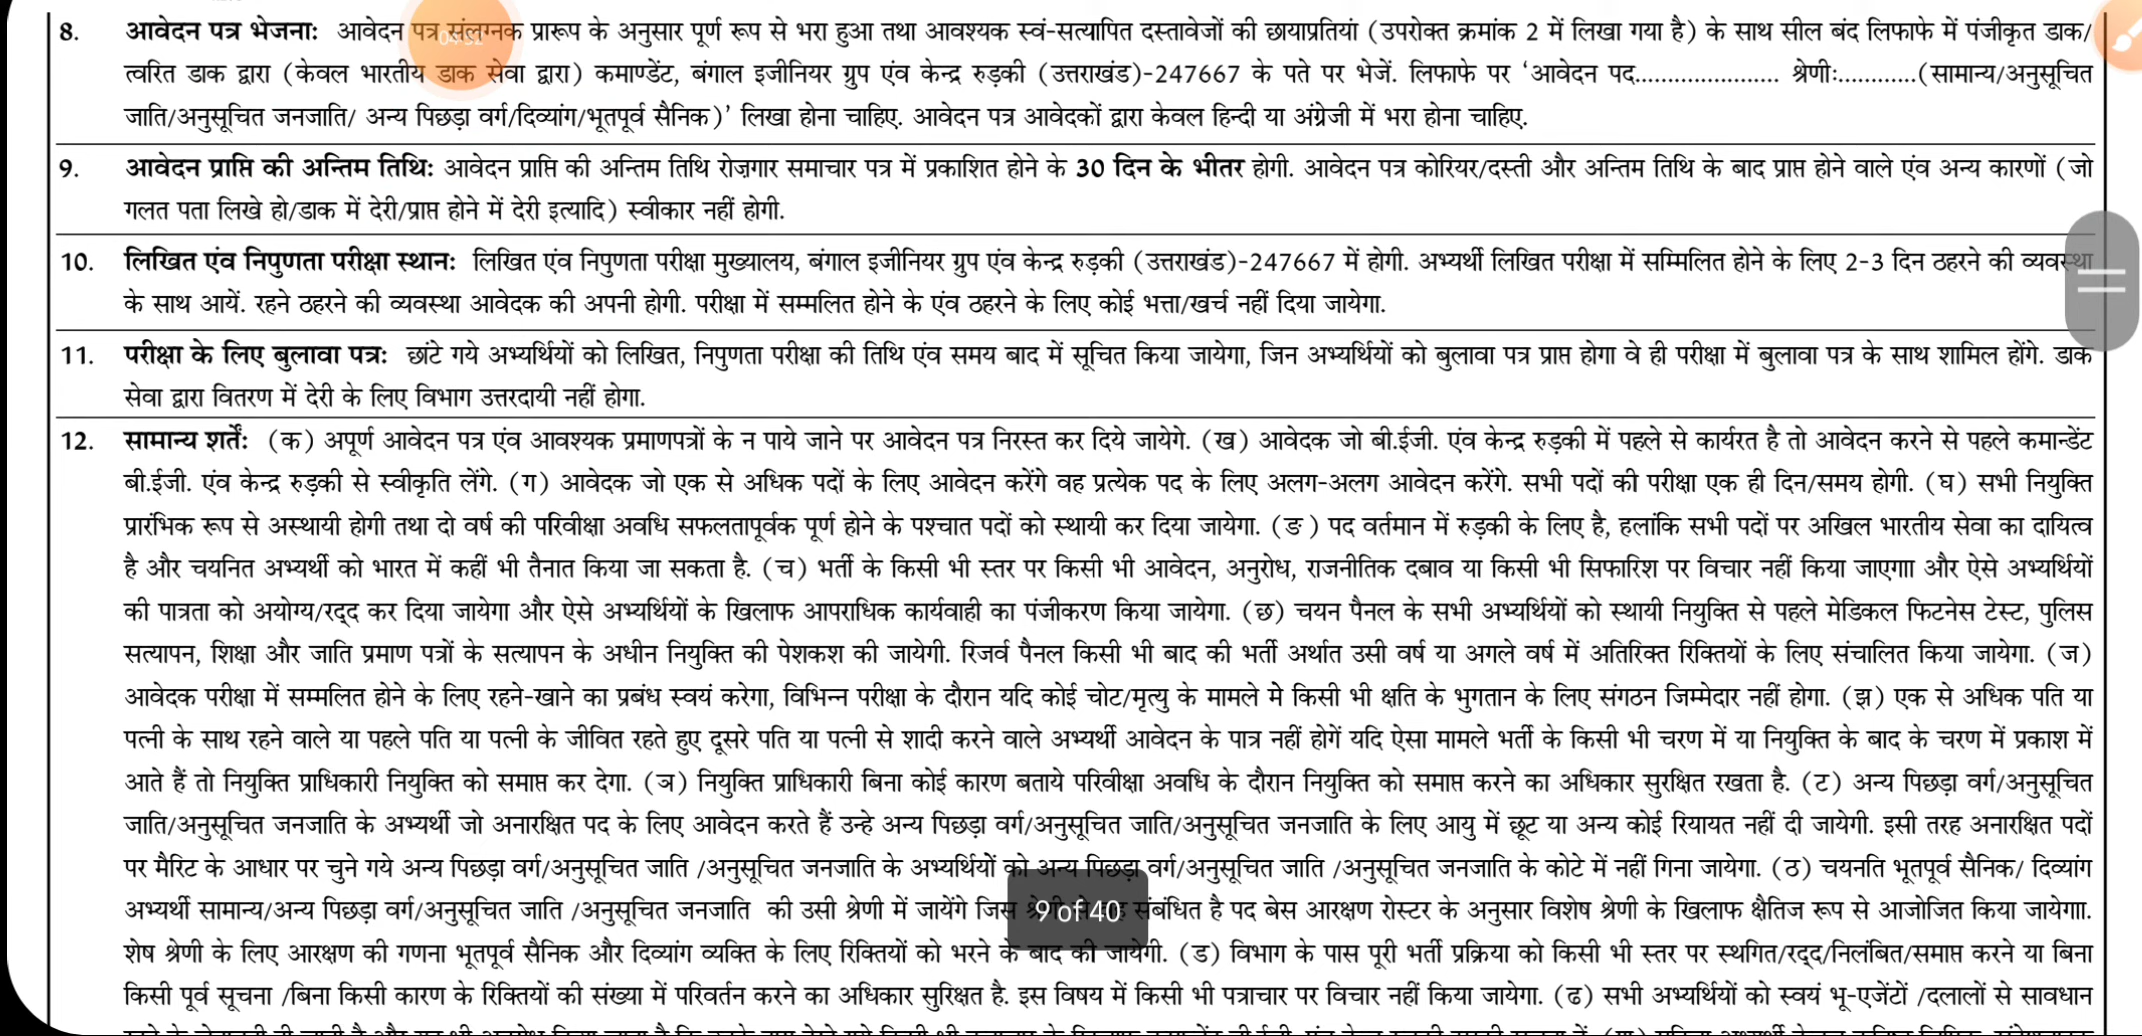 8. आवेदन पत्र भेजनाः आवेदन पत्र संलग्नक प्रारूप के अनुसार पूर्ण रूप से भरा हुआ तथा आवश्यक स्वं-सत्यापित दस्तावेजों की छायाप्रतियां (उपरोक्त क्रमांक 2 में लिखा गया है) के साथ सील बंद लिफाफे में पंजीकृत डाक/
त्वरित डाक द्वारा (केवल भारतीय डाक सेवा द्वारा) कमाण्डेंट, बंगाल इजीनियर ग्रुप एंव केन्द्र रुड़की (उत्तराखंड)-247667 के पते पर भेजें. लिफाफे पर ‘आवेदन पद...................... श्रेणीः............(सामान्य/अनुसूचित
जाति/अनुसूचित जनजाति/ अन्य पिछड़ा वर्ग/दिव्यांग/भूतपूर्व सैनिक)’ लिखा होना चाहिए. आवेदन पत्र आवेदकों द्वारा केवल हिन्दी या अंग्रेजी में भरा होना चाहिए.
9. आवेदन प्राप्ति की अन्तिम तिथिः आवेदन प्राप्ति की अन्तिम तिथि रोज़गार समाचार पत्र में प्रकाशित होने के 30 दिन के भीतर होगी. आवेदन पत्र कोरियर/दस्ती और अन्तिम तिथि के बाद प्राप्त होने वाले एंव अन्य कारणों (जो
गलत पता लिखे हो/डाक में देरी/प्राप्त होने में देरी इत्यादि) स्वीकार नहीं होगी.
10. लिखित एंव निपुणता परीक्षा स्थानः लिखित एंव निपुणता परीक्षा मुख्यालय, बंगाल इजीनियर ग्रुप एंव केन्द्र रुड़की (उत्तराखंड)-247667 में होगी. अभ्यर्थी लिखित परीक्षा में सम्मिलित होने के लिए 2-3 दिन ठहरने की व्यवस्था
के साथ आयें. रहने ठहरने की व्यवस्था आवेदक की अपनी होगी. परीक्षा में सम्मलित होने के एंव ठहरने के लिए कोई भत्ता/खर्च नहीं दिया जायेगा.
11. परीक्षा के लिए बुलावा पत्रः छांटे गये अभ्यर्थियों को लिखित, निपुणता परीक्षा की तिथि एंव समय बाद में सूचित किया जायेगा, जिन अभ्यर्थियों को बुलावा पत्र प्राप्त होगा वे ही परीक्षा में बुलावा पत्र के साथ शामिल होंगे. डाक
सेवा द्वारा वितरण में देरी के लिए विभाग उत्तरदायी नहीं होगा.
12. सामान्य शर्तेंः (क) अपूर्ण आवेदन पत्र एंव आवश्यक प्रमाणपत्रों के न पाये जाने पर आवेदन पत्र निरस्त कर दिये जायेगे. (ख) आवेदक जो बी.ईजी. एंव केन्द्र रुड़की में पहले से कार्यरत है तो आवेदन करने से पहले कमान्डेंट
बी.ईजी. एंव केन्द्र रुड़की से स्वीकृति लेंगे. (ग) आवेदक जो एक से अधिक पदों के लिए आवेदन करेंगे वह प्रत्येक पद के लिए अलग-अलग आवेदन करेंगे. सभी पदों की परीक्षा एक ही दिन/समय होगी. (घ) सभी नियुक्ति
प्रारंभिक रूप से अस्थायी होगी तथा दो वर्ष की परिवीक्षा अवधि सफलतापूर्वक पूर्ण होने के पश्चात पदों को स्थायी कर दिया जायेगा. (ङ) पद वर्तमान में रुड़की के लिए है, हलांकि सभी पदों पर अखिल भारतीय सेवा का दायित्व
है और चयनित अभ्यर्थी को भारत में कहीं भी तैनात किया जा सकता है. (च) भर्ती के किसी भी स्तर पर किसी भी आवेदन, अनुरोध, राजनीतिक दबाव या किसी भी सिफारिश पर विचार नहीं किया जाएगाा और ऐसे अभ्यर्थियों
की पात्रता को अयोग्य/रद्द कर दिया जायेगा और ऐसे अभ्यर्थियों के खिलाफ आपराधिक कार्यवाही का पंजीकरण किया जायेगा. (छ) चयन पैनल के सभी अभ्यर्थियों को स्थायी नियुक्ति से पहले मेडिकल फिटनेस टेस्ट, पुलिस
सत्यापन, शिक्षा और जाति प्रमाण पत्रों के सत्यापन के अधीन नियुक्ति की पेशकश की जायेगी. रिजर्व पैनल किसी भी बाद की भर्ती अर्थात उसी वर्ष या अगले वर्ष में अतिरिक्त रिक्तियों के लिए संचालित किया जायेगा. (ज)
आवेदक परीक्षा में सम्मलित होने के लिए रहने-खाने का प्रबंध स्वयं करेगा, विभिन्न परीक्षा के दौरान यदि कोई चोट/मृत्यु के मामले मे किसी भी क्षति के भुगतान के लिए संगठन जिम्मेदार नहीं होगा. (झ) एक से अधिक पति या
पत्नी के साथ रहने वाले या पहले पति या पत्नी के जीवित रहते हुए दूसरे पति या पत्नी से शादी करने वाले अभ्यर्थी आवेदन के पात्र नहीं होगें यदि ऐसा मामले भर्ती के किसी भी चरण में या नियुक्ति के बाद के चरण में प्रकाश में
आते हैं तो नियुक्ति प्राधिकारी नियुक्ति को समाप्त कर देगा. (ञ) नियुक्ति प्राधिकारी बिना कोई कारण बताये परिवीक्षा अवधि के दौरान नियुक्ति को समाप्त करने का अधिकार सुरक्षित रखता है. (ट) अन्य पिछड़ा वर्ग/अनुसूचित
जाति/अनुसूचित जनजाति के अभ्यर्थी जो अनारक्षित पद के लिए आवेदन करते हैं उन्हे अन्य पिछड़ा वर्ग/अनुसूचित जाति/अनुसूचित जनजाति के लिए आयु में छूट या अन्य कोई रियायत नहीं दी जायेगी. इसी तरह अनारक्षित पदों
पर मैरिट के आधार पर चुने गये अन्य पिछड़ा वर्ग/अनुसूचित जाति /अनुसूचित जनजाति के अभ्यर्थियों को अन्य पिछड़ा वर्ग/अनुसूचित जाति /अनुसूचित जनजाति के कोटे में नहीं गिना जायेगा. (ठ) चयनति भूतपूर्व सैनिक/ दिव्यांग
अभ्यर्थी सामान्य/अन्य पिछड़ा वर्ग/अनुसूचित जाति /अनुसूचित जनजाति की उसी श्रेणी में जायेंगे जिस संबंधित है पद बेस आरक्षण रोस्टर के अनुसार विशेष श्रेणी के खिलाफ क्षैतिज रूप से आजोजित किया जायेगाा.
9 of 40
शेष श्रेणी के लिए आरक्षण की गणना भूतपूर्व सैनिक और दिव्यांग व्यक्ति के लिए रिक्तियों को भरने के बाद की जायेगी. (ड) विभाग के पास पूरी भर्ती प्रक्रिया को किसी भी स्तर पर स्थगित/रद्द/निलंबित/समाप्त करने या बिना
किसी पूर्व सूचना /बिना किसी कारण के रिक्तियों की संख्या में परिवर्तन करने का अधिकार सुरिक्षत है. इस विषय में किसी भी पत्राचार पर विचार नहीं किया जायेगा. (ढ) सभी अभ्यर्थियों को स्वयं भू-एजेंटों /दलालों से सावधान